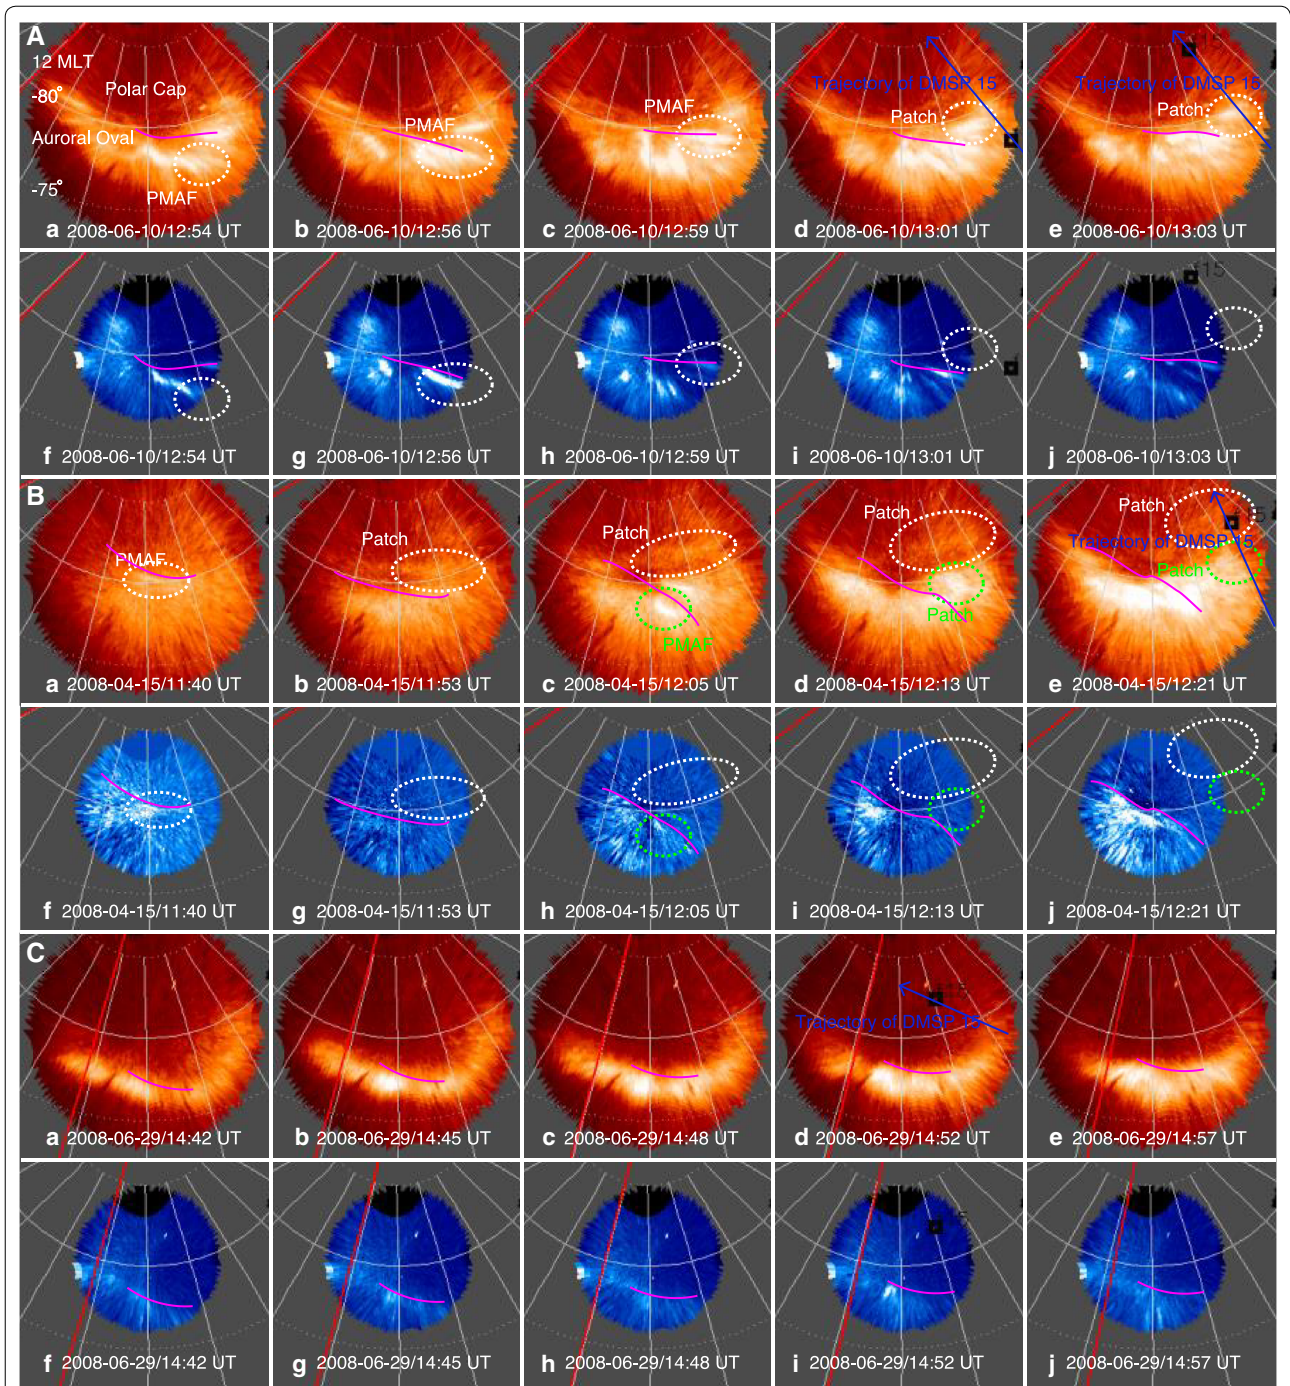 A
12 MLT
Polar Cap
-80°
Auroral Oval
-75°
PMAF
a 2008-06-10/12:54 UT
PMAF
b 2008-06-10/12:56 UT
PMAF
c 2008-06-10/12:59 UT
Trajectory of DMSP 15
Patch
d 2008-06-10/13:01 UT
f15
Trajectory of DMSP 15
Patch
e 2008-06-10/13:03 UT
f 2008-06-10/12:54 UT
g 2008-06-10/12:56 UT
h 2008-06-10/12:59 UT
i 2008-06-10/13:01 UT
f15
j 2008-06-10/13:03 UT
B
PMAF
a 2008-04-15/11:40 UT
Patch
b 2008-04-15/11:53 UT
Patch
PMAF
c 2008-04-15/12:05 UT
Patch
Patch
d 2008-04-15/12:13 UT
Patch
f15
Trajectory of DMSP 15
Patch
e 2008-04-15/12:21 UT
f 2008-04-15/11:40 UT
g 2008-04-15/11:53 UT
h 2008-04-15/12:05 UT
i 2008-04-15/12:13 UT
j 2008-04-15/12:21 UT
C
a 2008-06-29/14:42 UT
b 2008-06-29/14:45 UT
c 2008-06-29/14:48 UT
f15
Trajectory of DMSP 15
d 2008-06-29/14:52 UT
e 2008-06-29/14:57 UT
f 2008-06-29/14:42 UT
g 2008-06-29/14:45 UT
h 2008-06-29/14:48 UT
f15
i 2008-06-29/14:52 UT
j 2008-06-29/14:57 UT